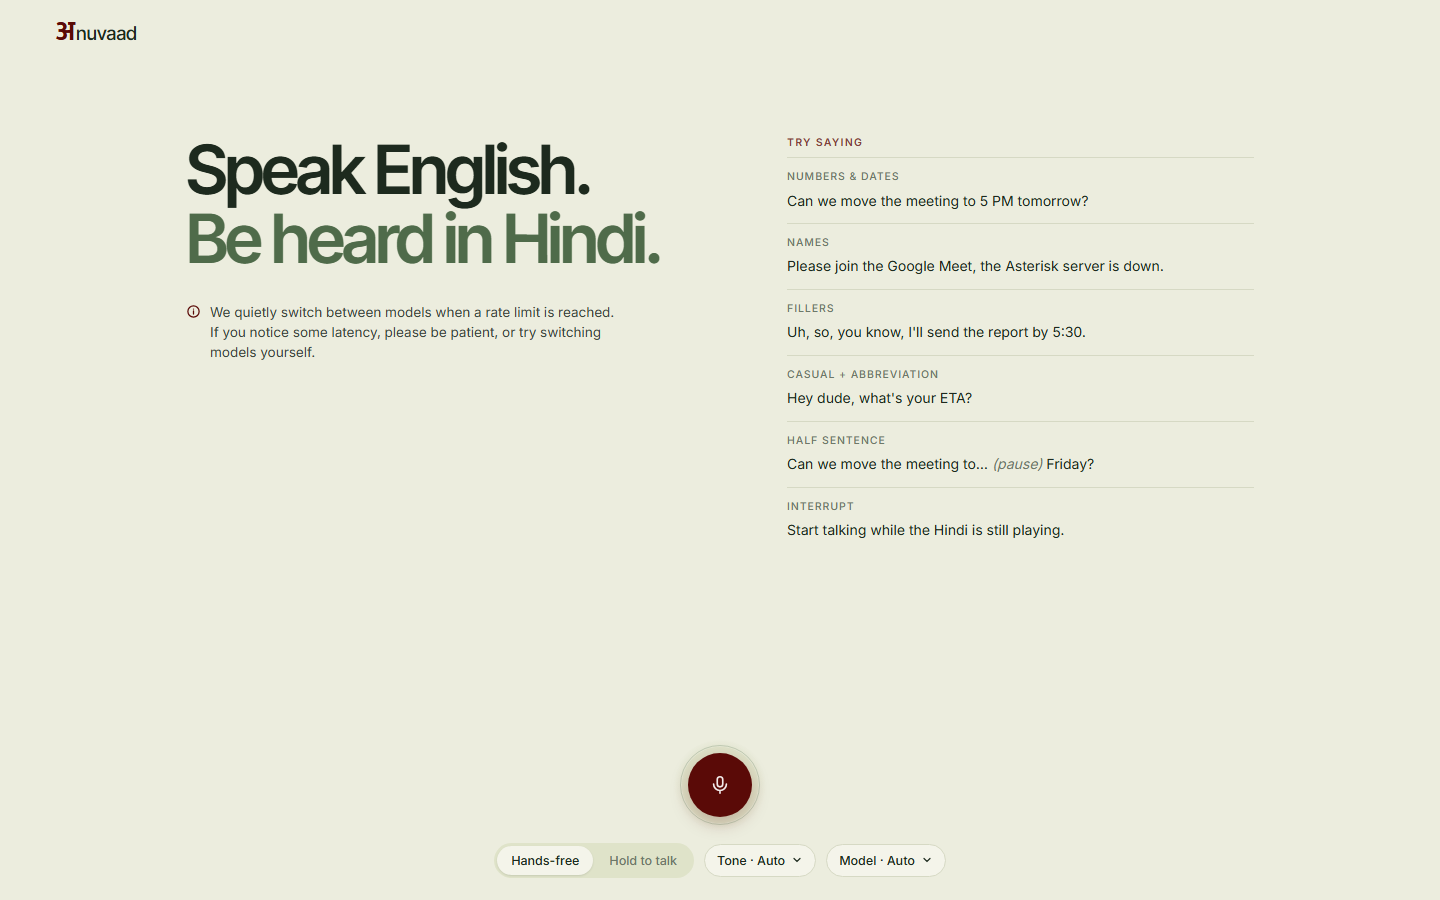 अnuvaad
Speak English.
Be heard in Hindi.
We quietly switch between models when a rate limit is reached.
If you notice some latency, please be patient, or try switching
models yourself.
TRY SAYING
NUMBERS & DATES
Can we move the meeting to 5 PM tomorrow?
NAMES
Please join the Google Meet, the Asterisk server is down.
FILLERS
Uh, so, you know, I'll send the report by 5:30.
CASUAL + ABBREVIATION
Hey dude, what's your ETA?
HALF SENTENCE
Can we move the meeting to... (pause) Friday?
INTERRUPT
Start talking while the Hindi is still playing.
Hands-free
Hold to talk
Tone · Auto
Model · Auto